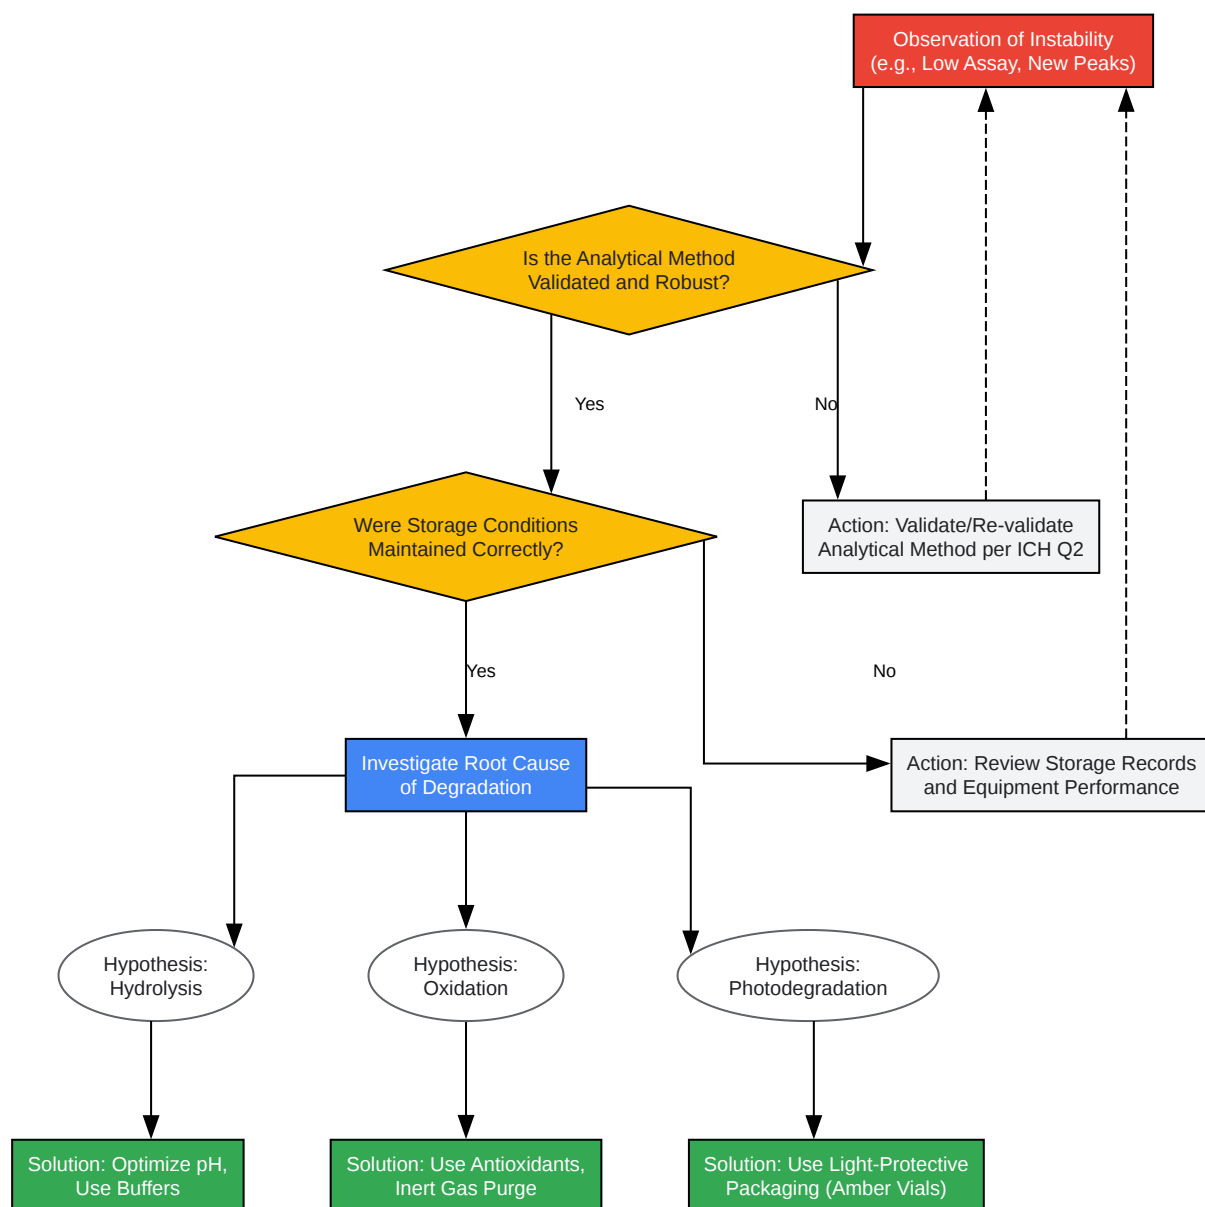 Observation of Instability
(e.g., Low Assay, New Peaks)
Is the Analytical Method
Validated and Robust?
Yes
No
Were Storage Conditions
Maintained Correctly?
Action: Validate/Re-validate
Analytical Method per ICH Q2
Yes
No
Investigate Root Cause
of Degradation
Action: Review Storage Records
and Equipment Performance
Hypothesis:
Hydrolysis
Hypothesis:
Oxidation
Hypothesis:
Photodegradation
Solution: Optimize pH,
Use Buffers
Solution: Use Antioxidants,
Inert Gas Purge
Solution: Use Light-Protective
Packaging (Amber Vials)